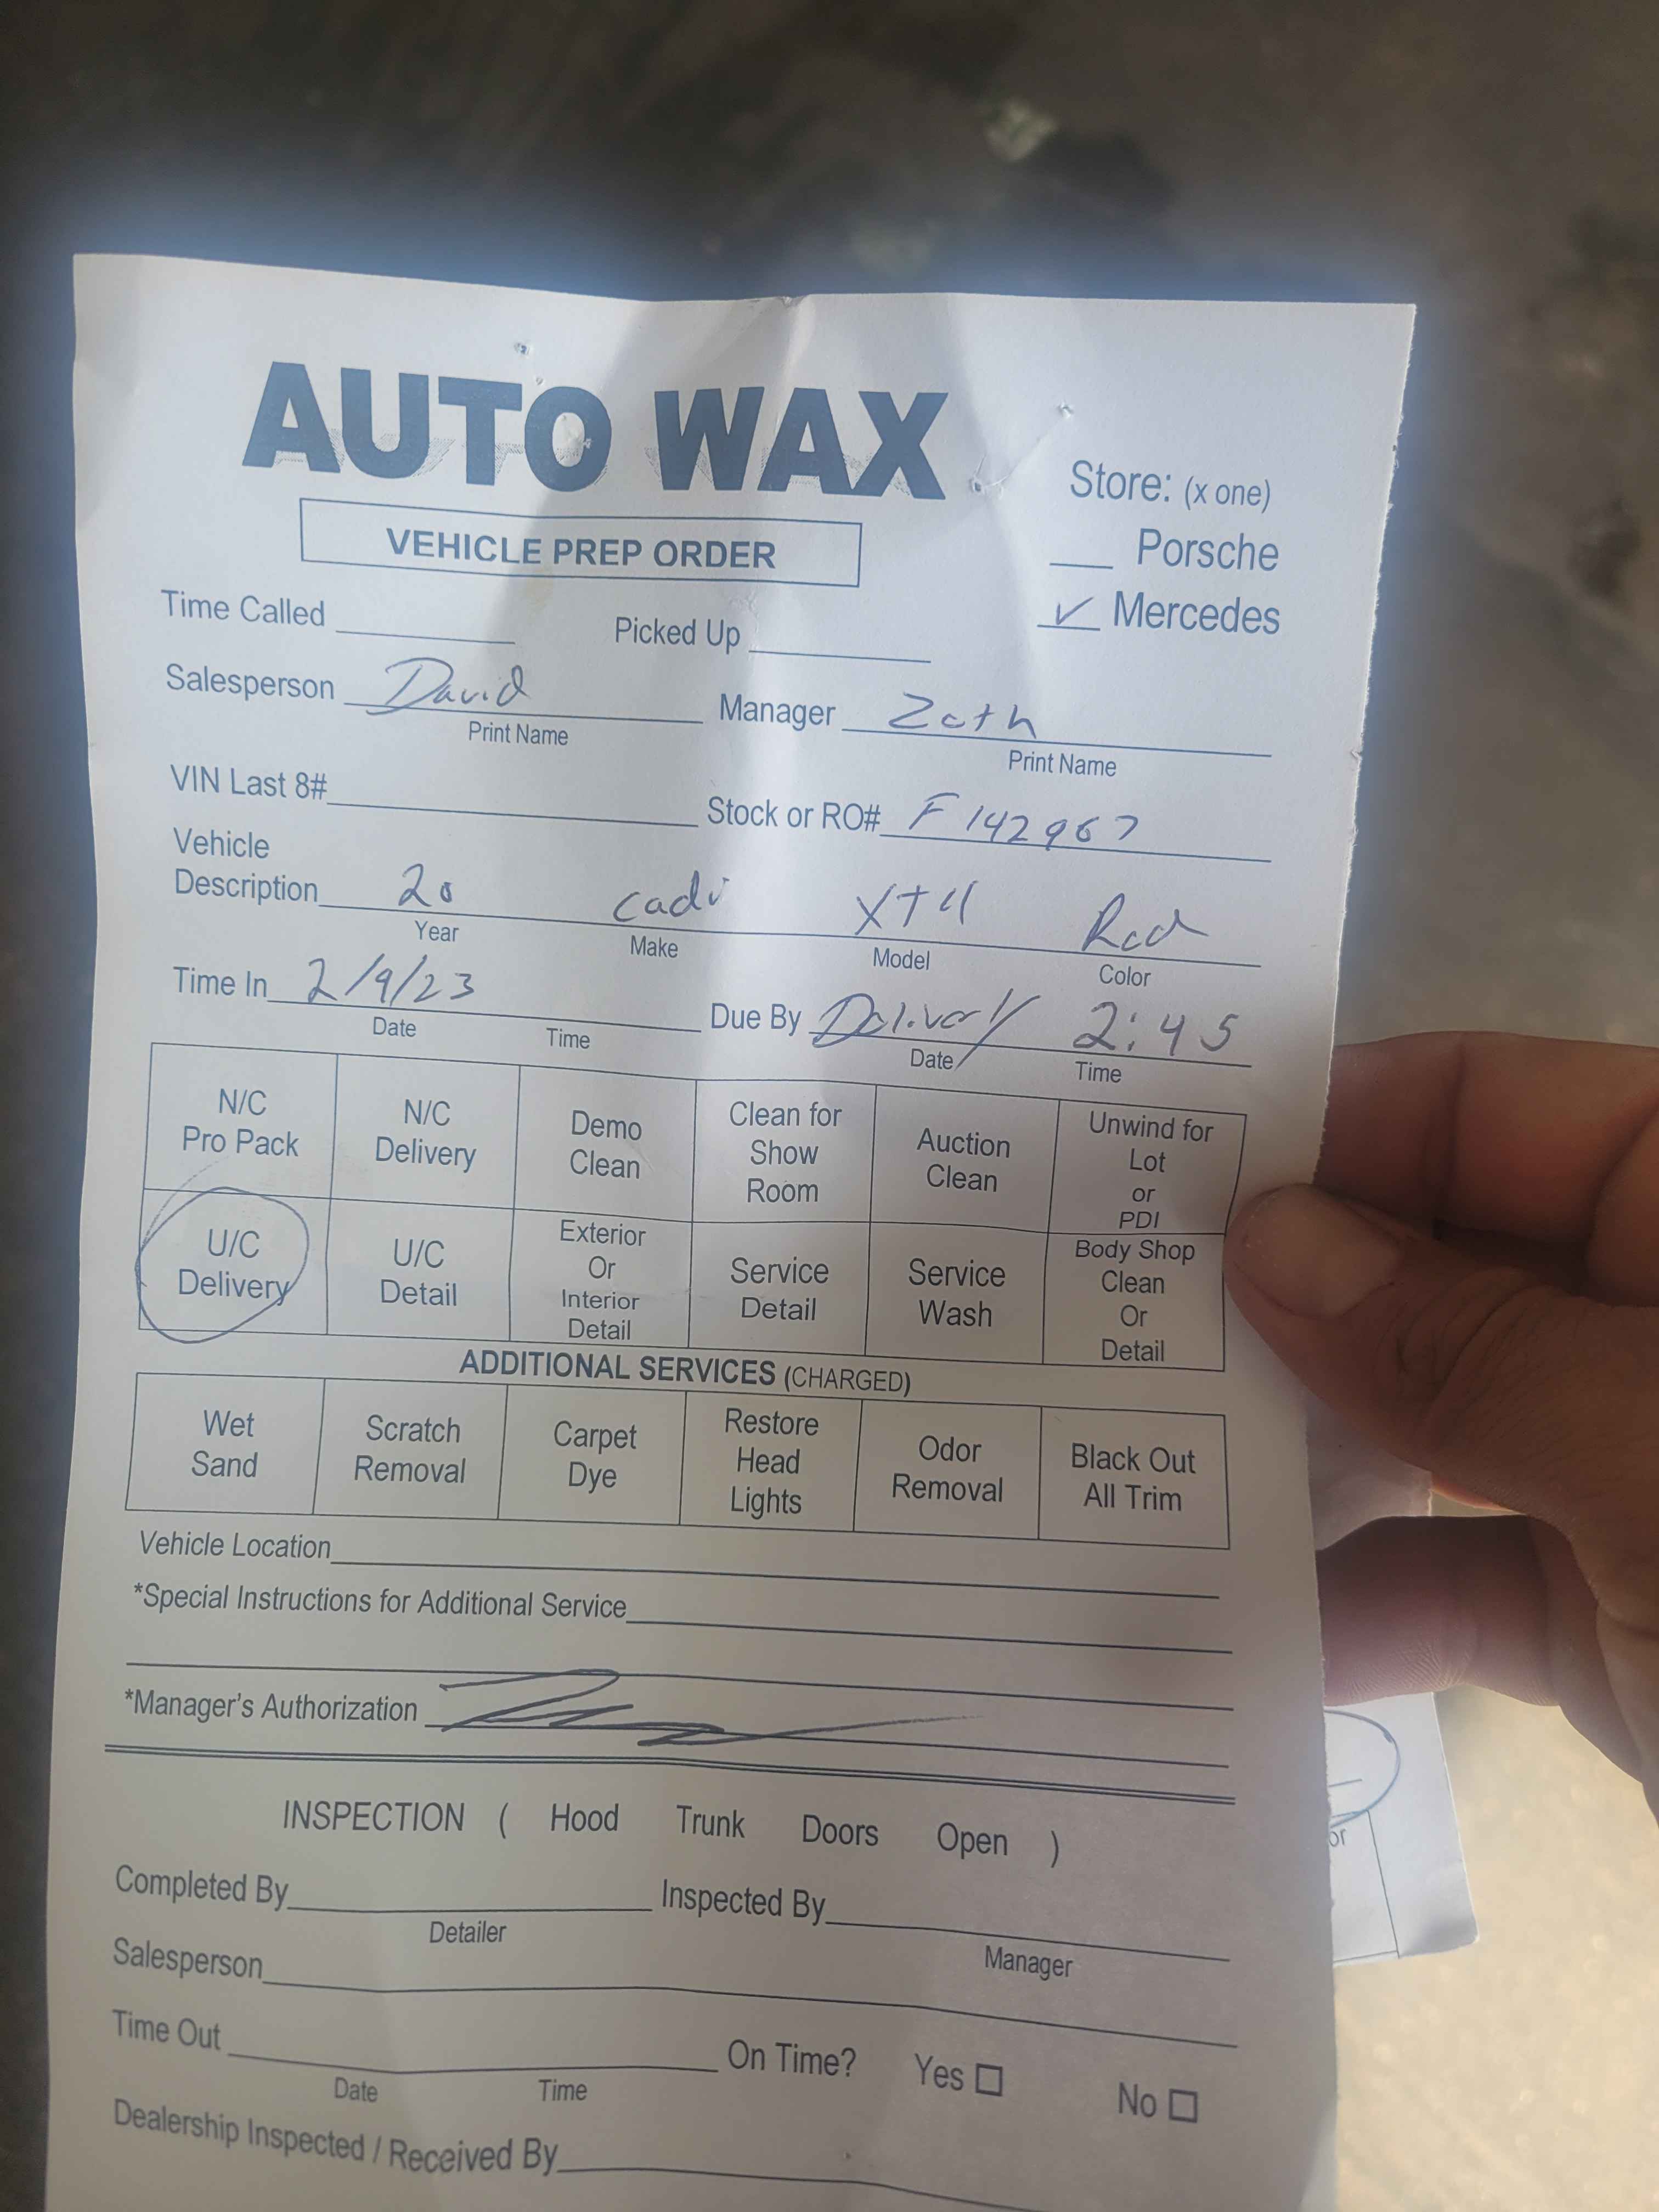 AUTO WAX
Store: (x one)
VEHICLE PREP ORDER
Porsche
✓ Mercedes
Time Called
Picked Up
Salesperson David
Manager
Print Name
Print Name
VIN Last 8#
Stock or RO# F142967
Vehicle
Description 20 Cadi XT4 Red
Year Make Model Color
Time In 2/9/23
Due By Delivery 2:45
Date Time
Date Time
N/C Pro Pack
N/C Delivery
Demo Clean
Clean for Show Room
Auction Clean
Unwind for Lot or PDI
U/C Delivery
U/C Detail
Exterior Or Interior Detail
Service Detail
Service Wash
Body Shop Clean Or Detail
ADDITIONAL SERVICES (CHARGED)
Wet Sand
Scratch Removal
Carpet Dye
Restore Head Lights
Odor Removal
Black Out All Trim
Vehicle Location
*Special Instructions for Additional Service
*Manager's Authorization
INSPECTION ( Hood Trunk Doors Open )
Completed By
Inspected By
Detailer
Manager
Salesperson
Time Out
On Time? Yes ☐ No ☐
Date Time
Dealership Inspected / Received By
or